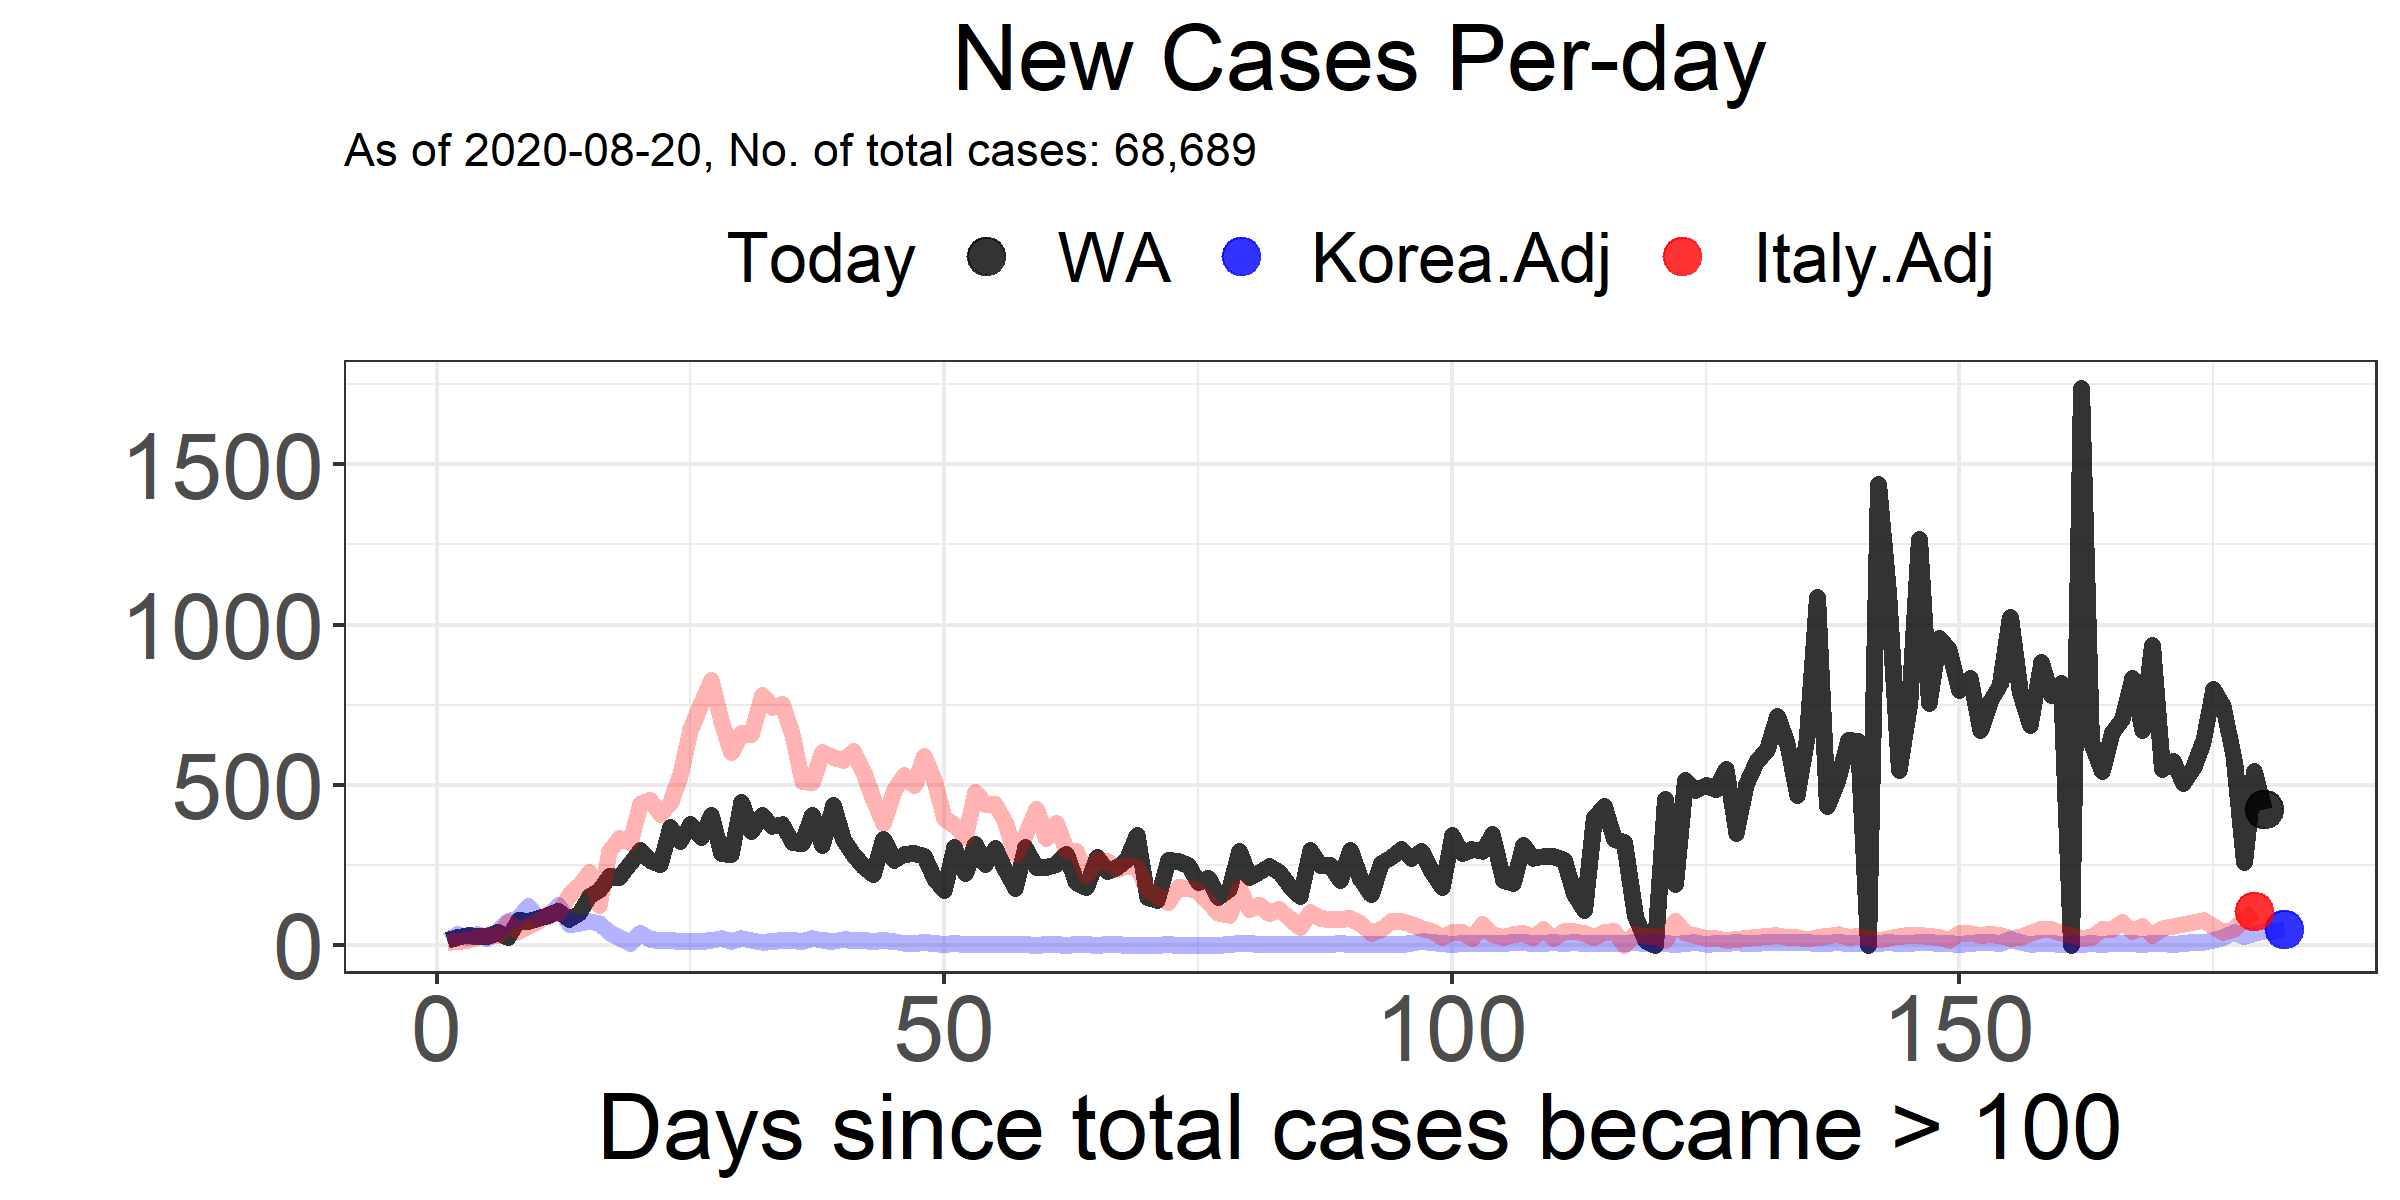 New Cases Per-day
As of 2020-08-20, No. of total cases: 68,689
Today WA Korea.Adj Italy.Adj
1500
1000
500
0
0 50 100 150
Days since total cases became > 100